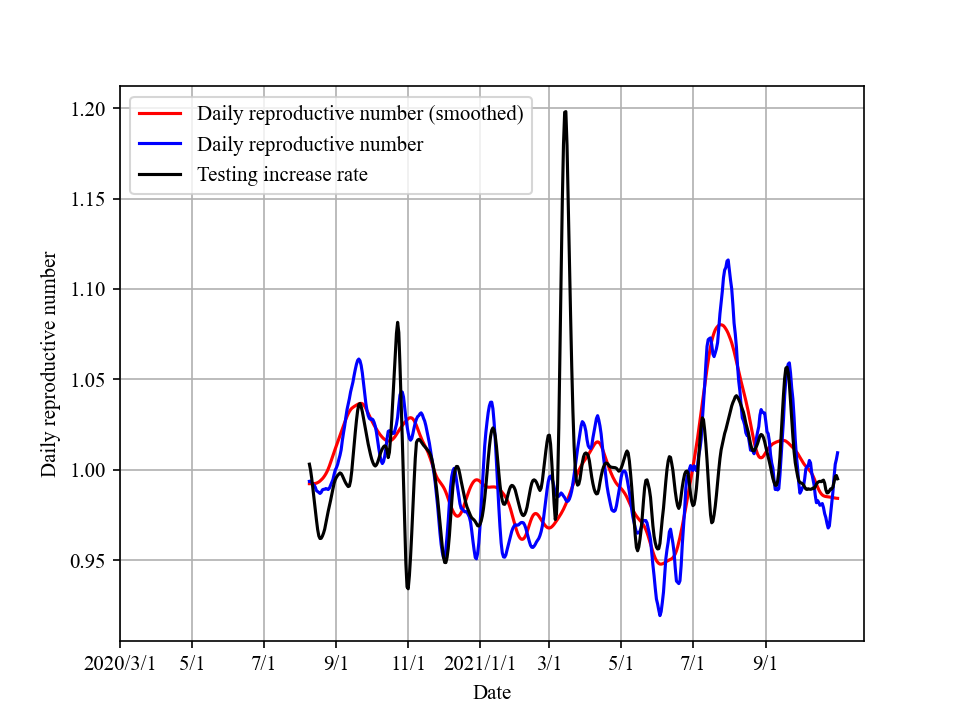 Daily reproductive number (smoothed)
Daily reproductive number
Testing increase rate
1.20
1.15
1.10
1.05
1.00
0.95
Daily reproductive number
2020/3/1 5/1 7/1 9/1 11/1 2021/1/1 3/1 5/1 7/1 9/1
Date